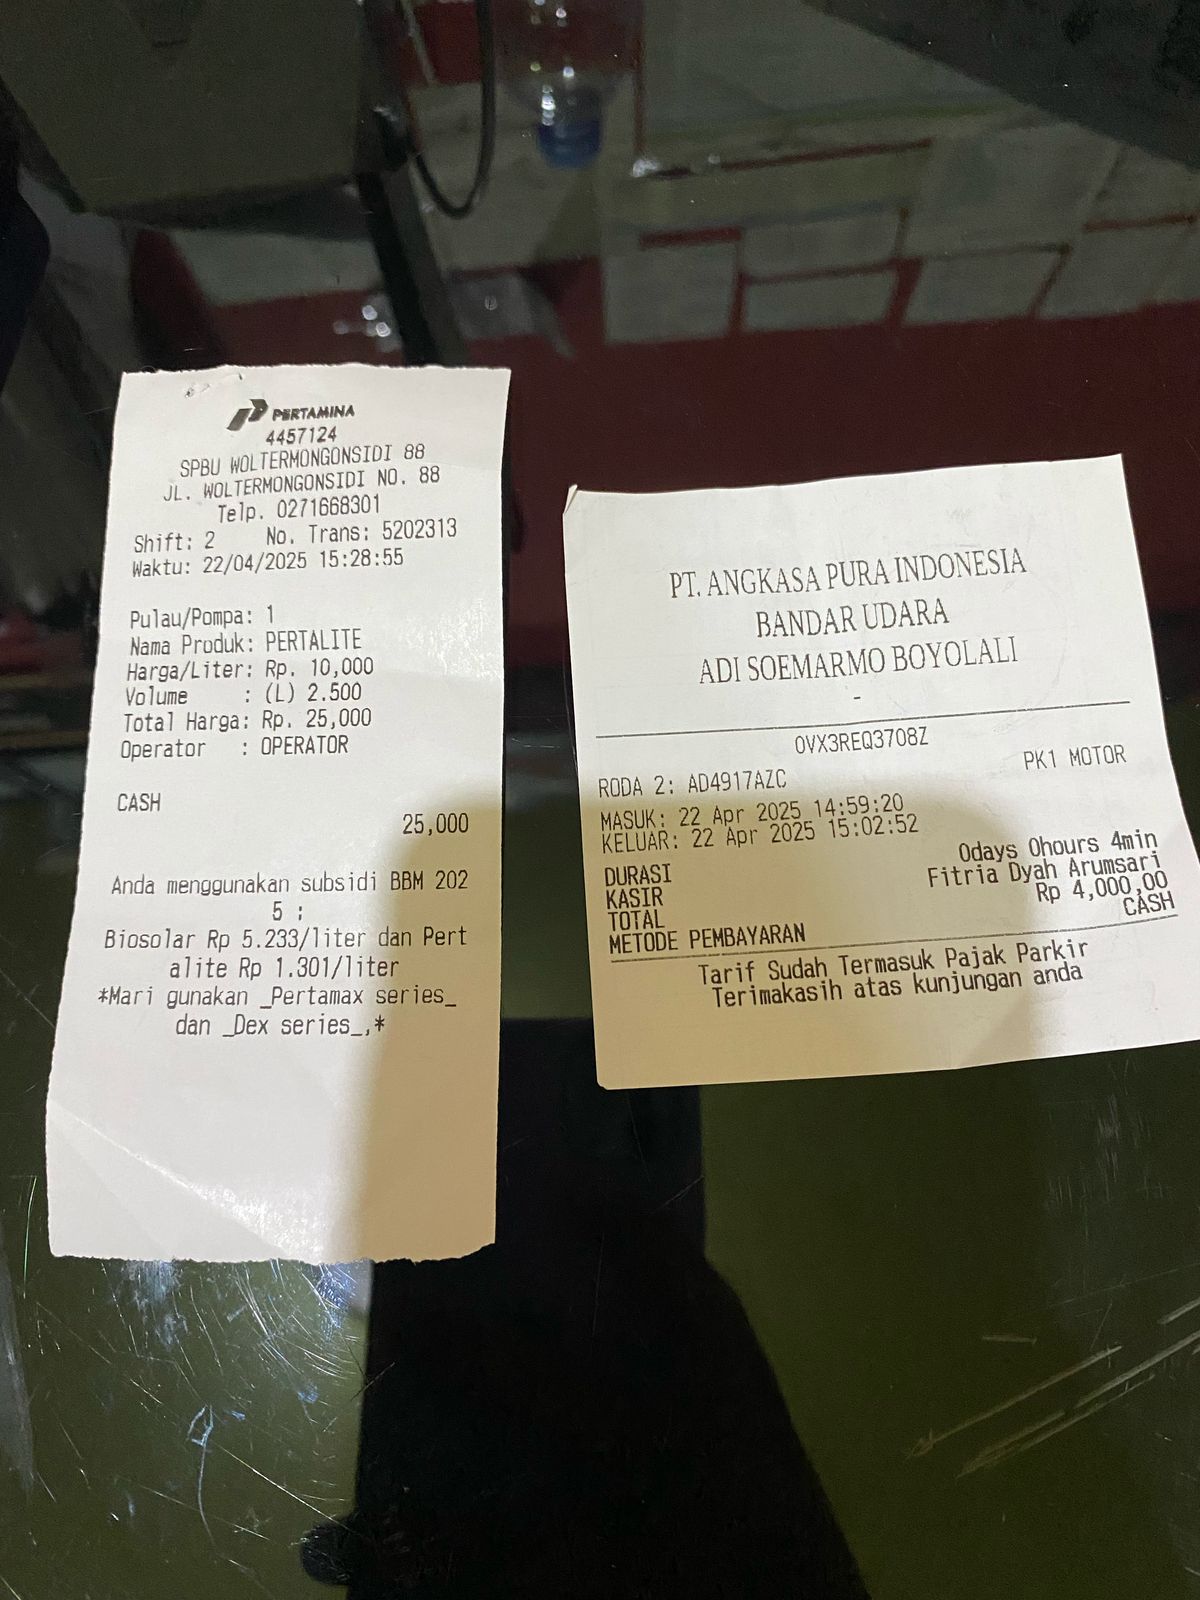 PERTAMINA
4457124
SPBU WOLTERMONGONSIDI 88
JL. WOLTERMONGONSIDI NO. 88
Telp. 0271668301
Shift: 2 No. Trans: 5202313
Waktu: 22/04/2025 15:28:55
Pulau/Pompa: 1
Nama Produk: PERTALITE
Harga/Liter: Rp. 10,000
Volume : (L) 2.500
Total Harga: Rp. 25,000
Operator : OPERATOR
CASH
25,000
Anda menggunakan subsidi BBM 202
5 :
Biosolar Rp 5.233/liter dan Pert
alite Rp 1.301/liter
*Mari gunakan _Pertamax series_
dan _Dex series_,*
PT. ANGKASA PURA INDONESIA
BANDAR UDARA
ADI SOEMARMO BOYOLALI
-
0VX3REQ3708Z
PK1 MOTOR
RODA 2: AD4917AZC
MASUK: 22 Apr 2025 14:59:20
KELUAR: 22 Apr 2025 15:02:52
DURASI 0days 0hours 4min
KASIR Fitria Dyah Arumsari
TOTAL Rp 4,000,00
METODE PEMBAYARAN CASH
Tarif Sudah Termasuk Pajak Parkir
Terimakasih atas kunjungan anda